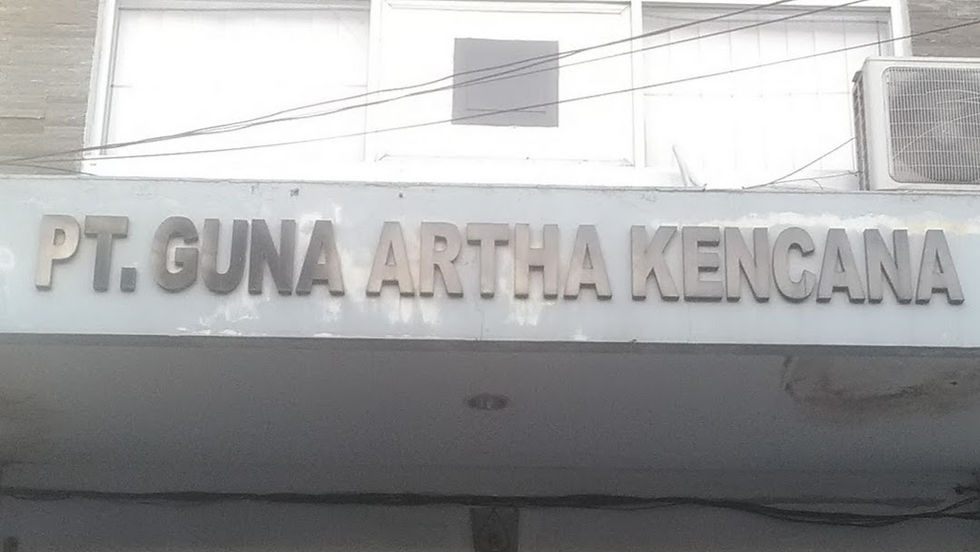 PT. GUNA ARTHA KENCANA